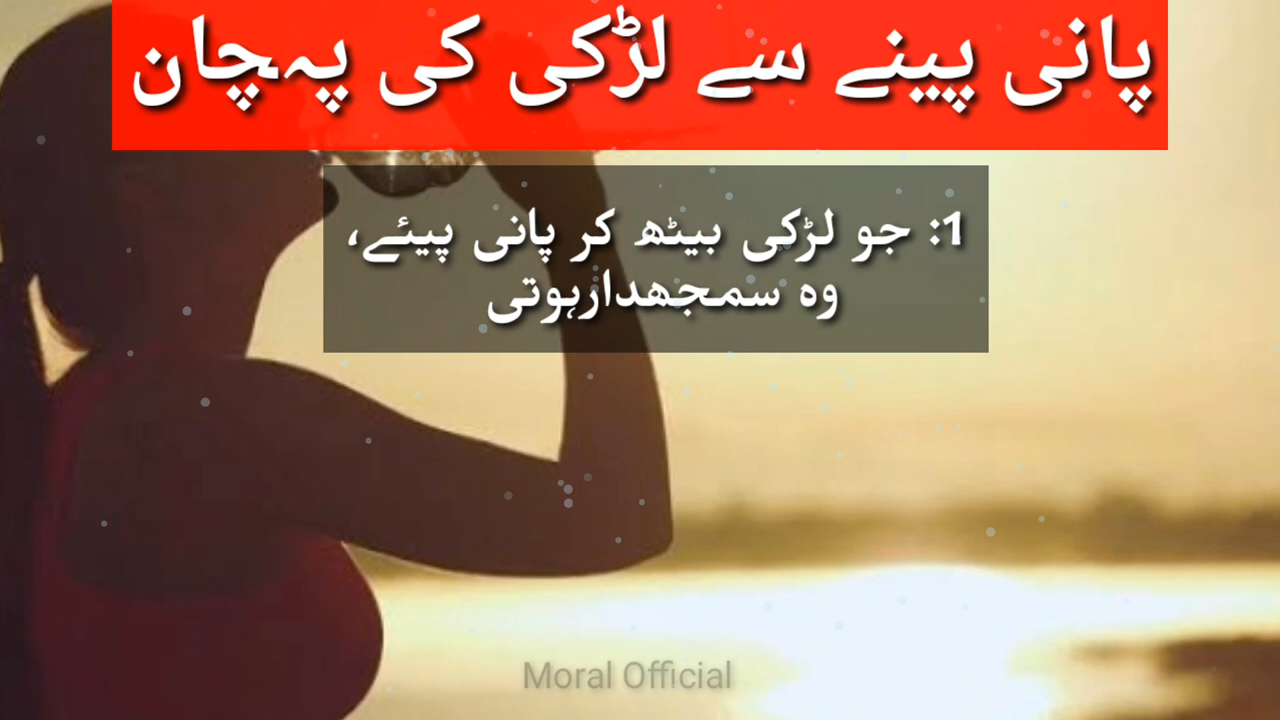 پانی پینے سے لڑکی کی پہچان
1: جو لڑکی بیٹھ کر پانی پیئے،
وہ سمجھدارہوتی
Moral Official